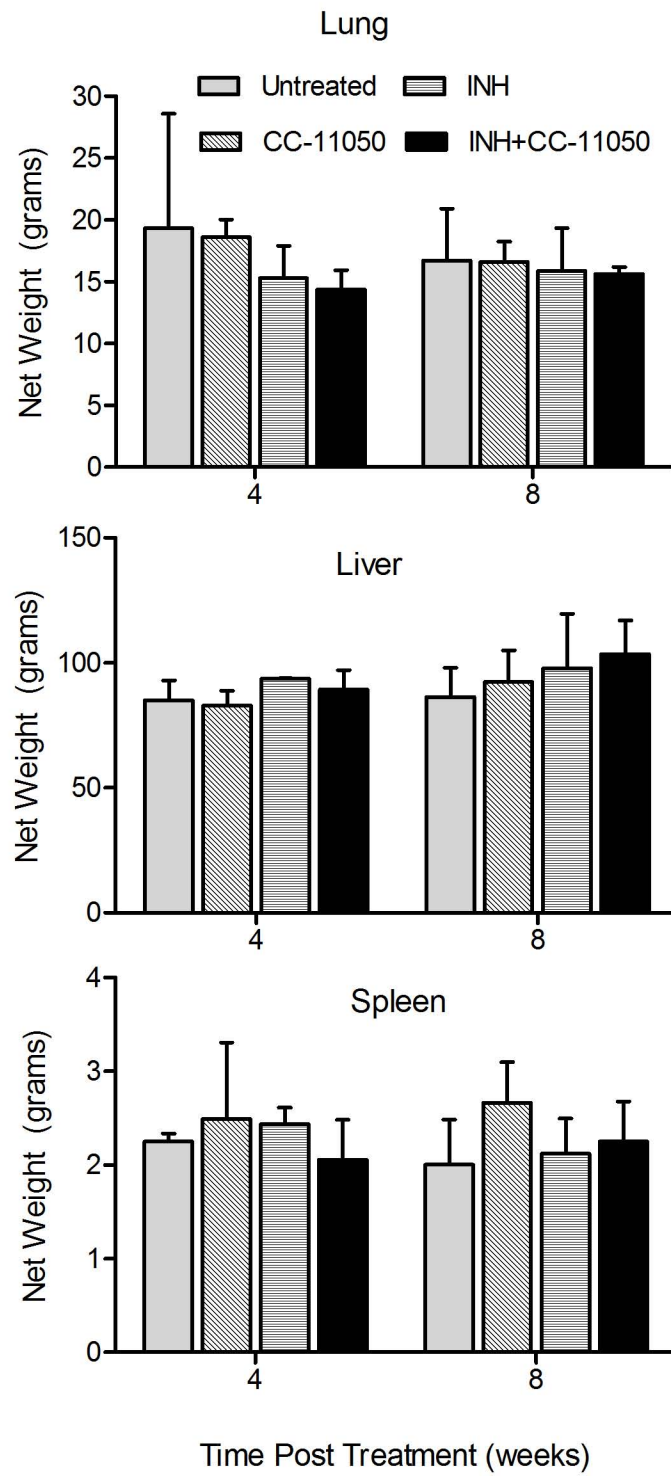 Lung
Untreated INH
CC-11050 INH+CC-11050
Net Weight (grams)
30
25
20
15
10
5
0
4 8
Liver
Net Weight (grams)
150
100
50
0
4 8
Spleen
Net Weight (grams)
4
3
2
1
0
4 8
Time Post Treatment (weeks)